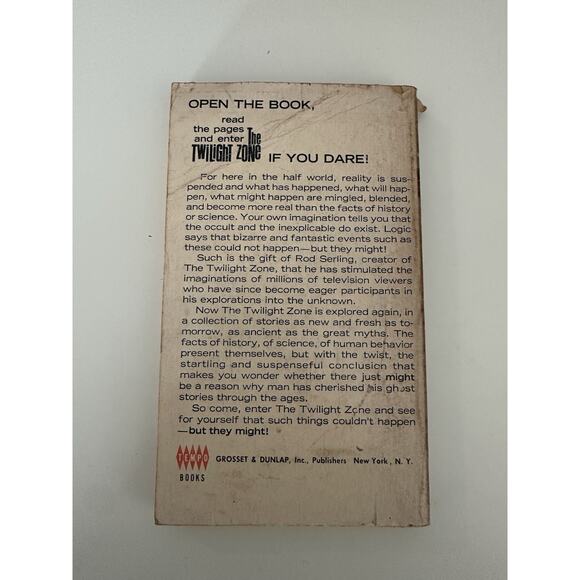 OPEN THE BOOK,
read
the pages
and enter The
TWILIGHT ZONE IF YOU DARE!
For here in the half world, reality is sus-
pended and what has happened, what will hap-
pen, what might happen are mingled, blended,
and become more real than the facts of history
or science. Your own imagination tells you that
the occult and the inexplicable do exist. Logic
says that bizarre and fantastic events such as
these could not happen—but they might!
Such is the gift of Rod Serling, creator of
The Twilight Zone, that he has stimulated the
imaginations of millions of television viewers
who have since become eager participants in
his explorations into the unknown.
Now The Twilight Zone is explored again, in
a collection of stories as new and fresh as to-
morrow, as ancient as the great myths. The
facts of history, of science, of human behavior
present themselves, but with the twist, the
startling and suspenseful conclusion that
makes you wonder whether there just might
be a reason why man has cherished his ghost
stories through the ages.
So come, enter The Twilight Zone and see
for yourself that such things couldn't happen
—but they might!
TEMPO
BOOKS
GROSSET & DUNLAP, Inc., Publishers New York, N. Y.